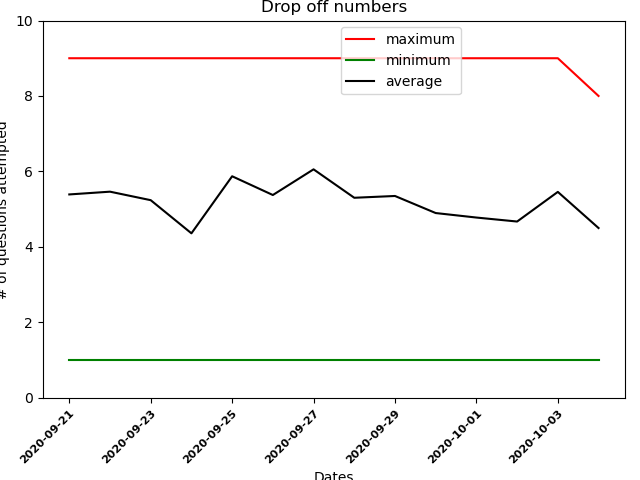 Drop off numbers
10
8
6
4
2
0
# of questions attempted
maximum
minimum
average
2020-09-21
2020-09-23
2020-09-25
2020-09-27
2020-09-29
2020-10-01
2020-10-03
Dates